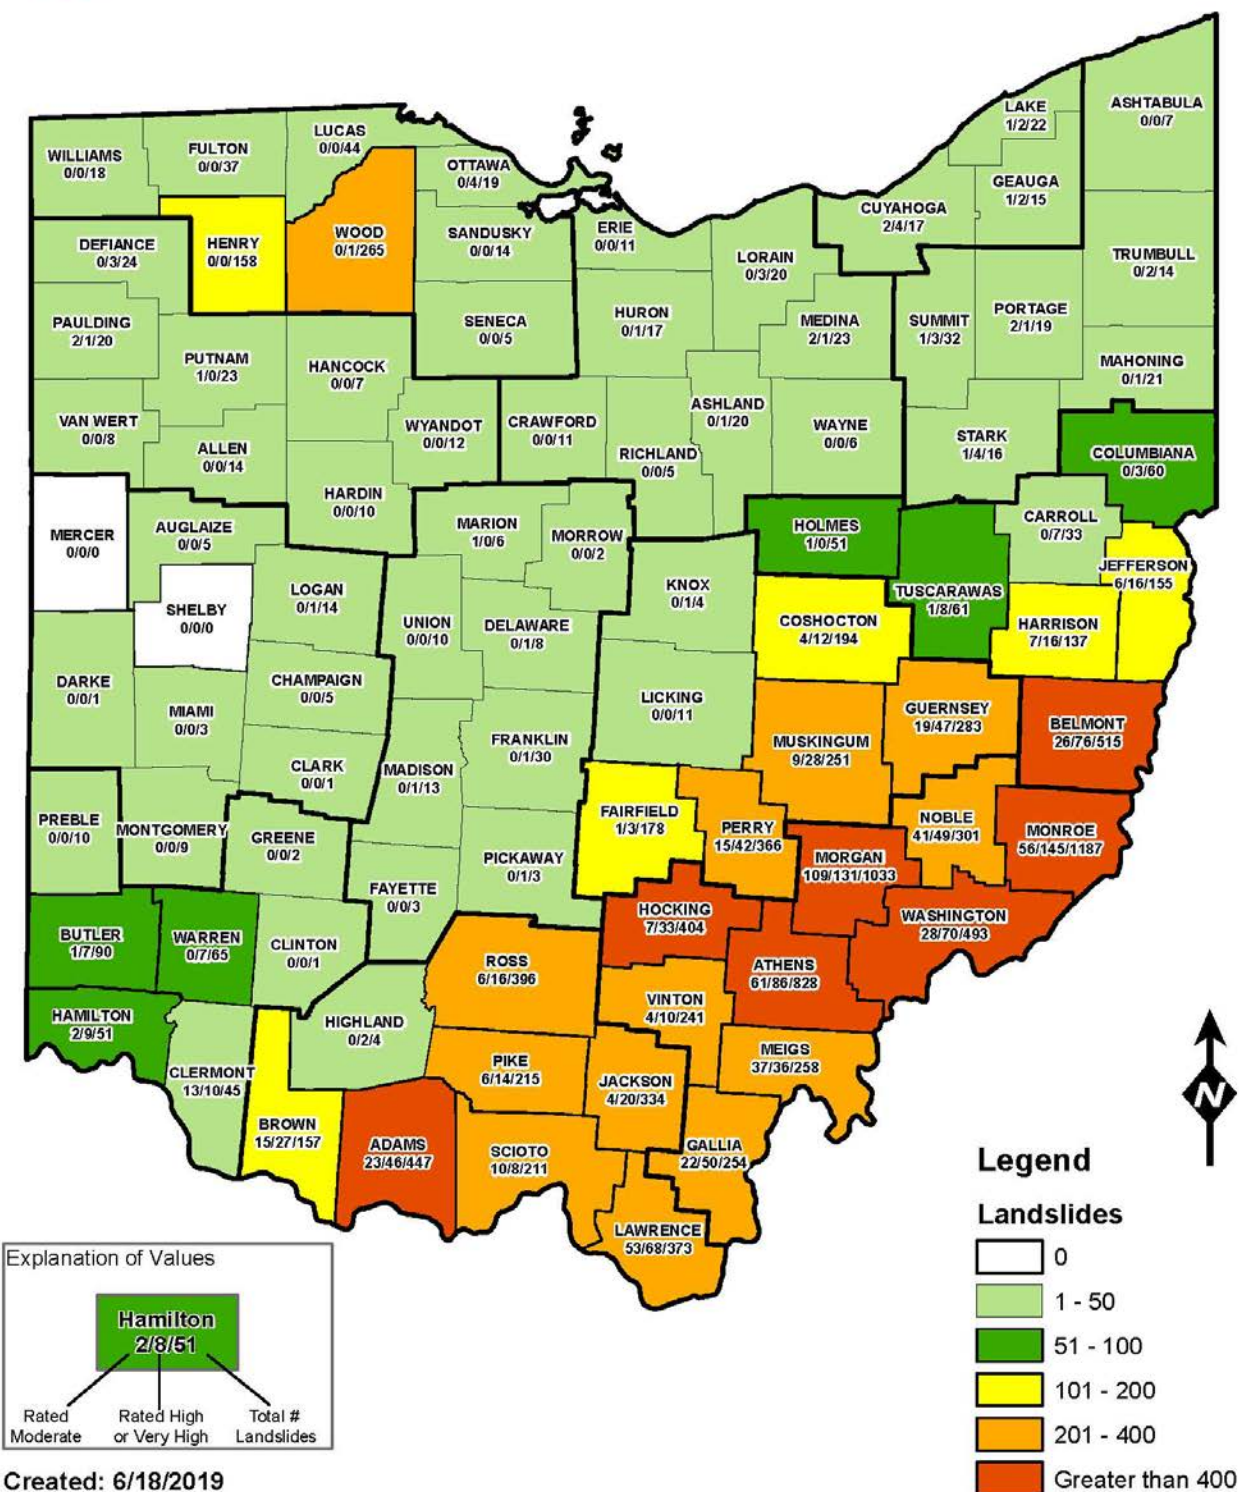 LAKE
1/2/22
ASHTABULA
0/0/7
WILLIAMS
0/0/18
FULTON
0/0/37
LUCAS
0/0/44
OTTAWA
0/4/19
GEAUGA
1/2/15
CUYAHOGA
2/4/17
DEFIANCE
0/3/24
HENRY
0/0/158
WOOD
0/1/265
SANDUSKY
0/0/14
ERIE
0/0/11
LORAIN
0/3/20
TRUMBULL
0/2/14
PAULDING
2/1/20
PUTNAM
1/0/23
HANCOCK
0/0/7
SENECA
0/0/5
HURON
0/1/17
MEDINA
2/1/23
SUMMIT
1/3/32
PORTAGE
2/1/19
MAHONING
0/1/21
VAN WERT
0/0/8
ALLEN
0/0/14
WYANDOT
0/0/12
CRAWFORD
0/0/11
RICHLAND
0/0/5
ASHLAND
0/1/20
WAYNE
0/0/6
STARK
1/4/16
COLUMBIANA
0/3/60
MERCER
0/0/0
AUGLAIZE
0/0/5
HARDIN
0/0/10
MARION
1/0/6
MORROW
0/0/2
HOLMES
1/0/51
CARROLL
0/7/33
JEFFERSON
6/16/155
SHELBY
0/0/0
LOGAN
0/1/14
UNION
0/0/10
DELAWARE
0/1/8
KNOX
0/1/4
COSHOCTON
4/12/194
TUSCARAWAS
1/8/61
HARRISON
7/16/137
DARKE
0/0/1
MIAMI
0/0/3
CHAMPAIGN
0/0/5
LICKING
0/0/11
MUSKINGUM
9/28/251
GUERNSEY
19/47/283
BELMONT
26/76/515
CLARK
0/0/1
MADISON
0/1/13
FRANKLIN
0/1/30
PREBLE
0/0/10
MONTGOMERY
0/0/9
GREENE
0/0/2
FAYETTE
0/0/3
PICKAWAY
0/1/3
FAIRFIELD
1/3/178
PERRY
15/42/366
MORGAN
109/131/1033
NOBLE
41/49/301
MONROE
56/145/1187
BUTLER
1/7/90
WARREN
0/7/65
CLINTON
0/0/1
ROSS
6/16/396
HOCKING
7/33/404
ATHENS
61/86/828
WASHINGTON
28/70/493
HAMILTON
2/9/51
CLERMONT
13/10/45
HIGHLAND
0/2/4
PIKE
6/14/215
VINTON
4/10/241
JACKSON
4/20/334
MEIGS
37/36/258
BROWN
15/27/157
ADAMS
23/46/447
SCIOTO
10/8/211
GALLIA
22/50/254
LAWRENCE
53/68/373
N
Legend
Landslides
0
1 - 50
51 - 100
101 - 200
201 - 400
Greater than 400
Explanation of Values
Hamilton
2/8/51
Rated
Moderate
Rated High
or Very High
Total #
Landslides
Created: 6/18/2019